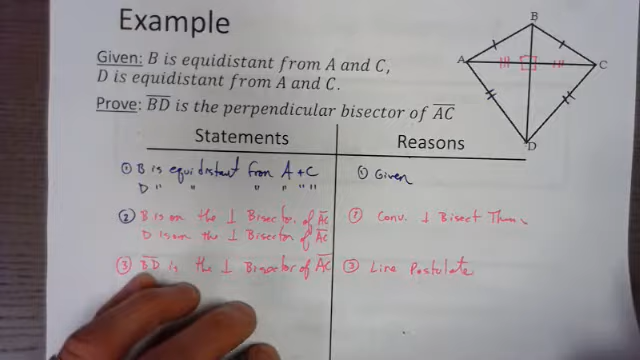 Example
Given: B is equidistant from A and C,
D is equidistant from A and C.
Prove: BD is the perpendicular bisector of AC
B
A
C
D
Statements
Reasons
① B is equidistant from A + C
D " " " " " "
① Given
② B is on the ⊥ Bisector of AC
D is on the ⊥ Bisector of AC
② Conv. ⊥ Bisect Thm.
③ BD is the ⊥ Bisector of AC
③ Line Postulate